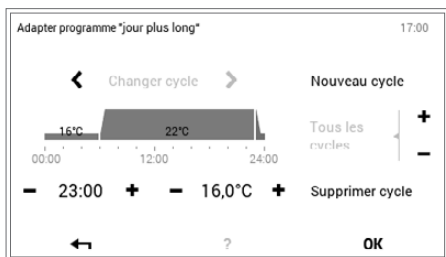 Adapter programme "jour plus long" 17:00
Changer cycle Nouveau cycle
16°C 22°C
Tous les
cycles
00:00 12:00 24:00
− 23:00 + − 16,0°C + Supprimer cycle
+
−
? OK